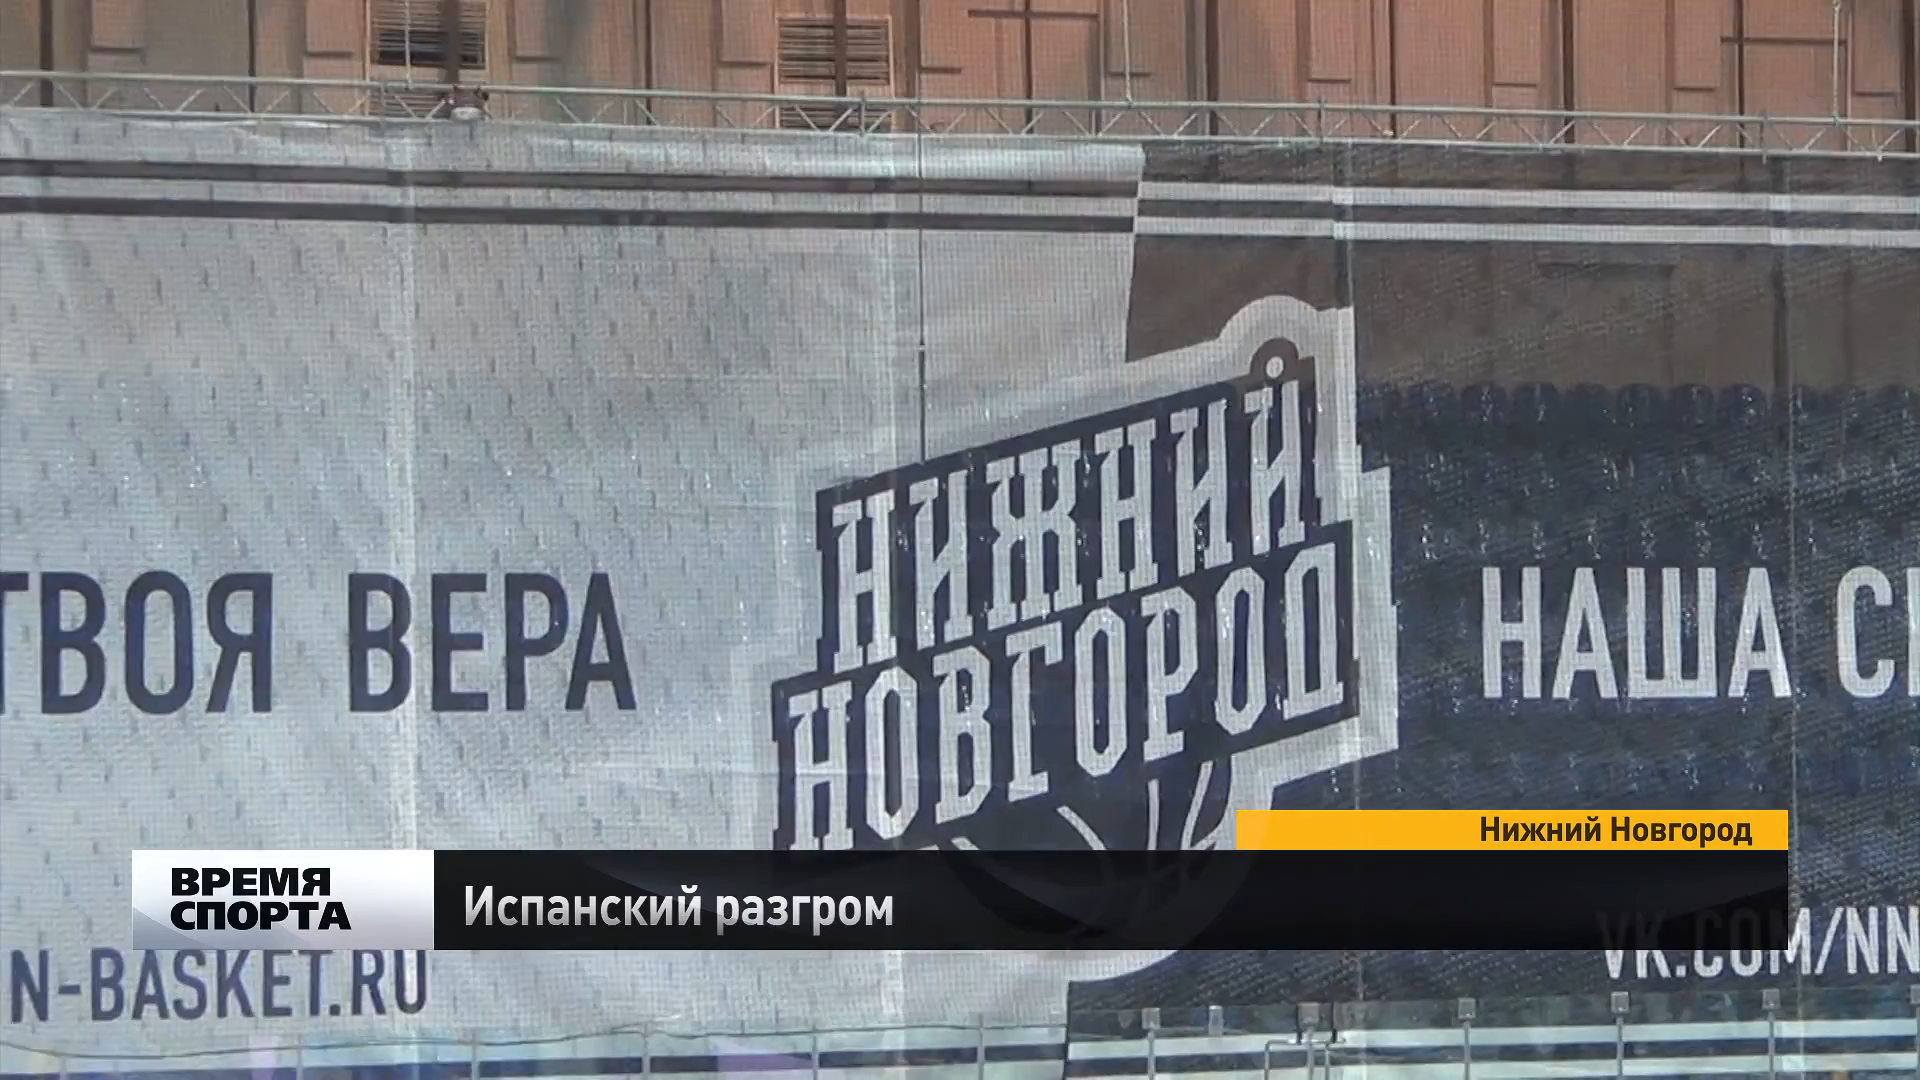 ТВОЯ ВЕРА
НИЖНИЙ
НОВГОРОД
НАША
Нижний Новгород
ВРЕМЯ
СПОРТА
Испанский разгром
N-BASKET.RU
VK.COM/NN